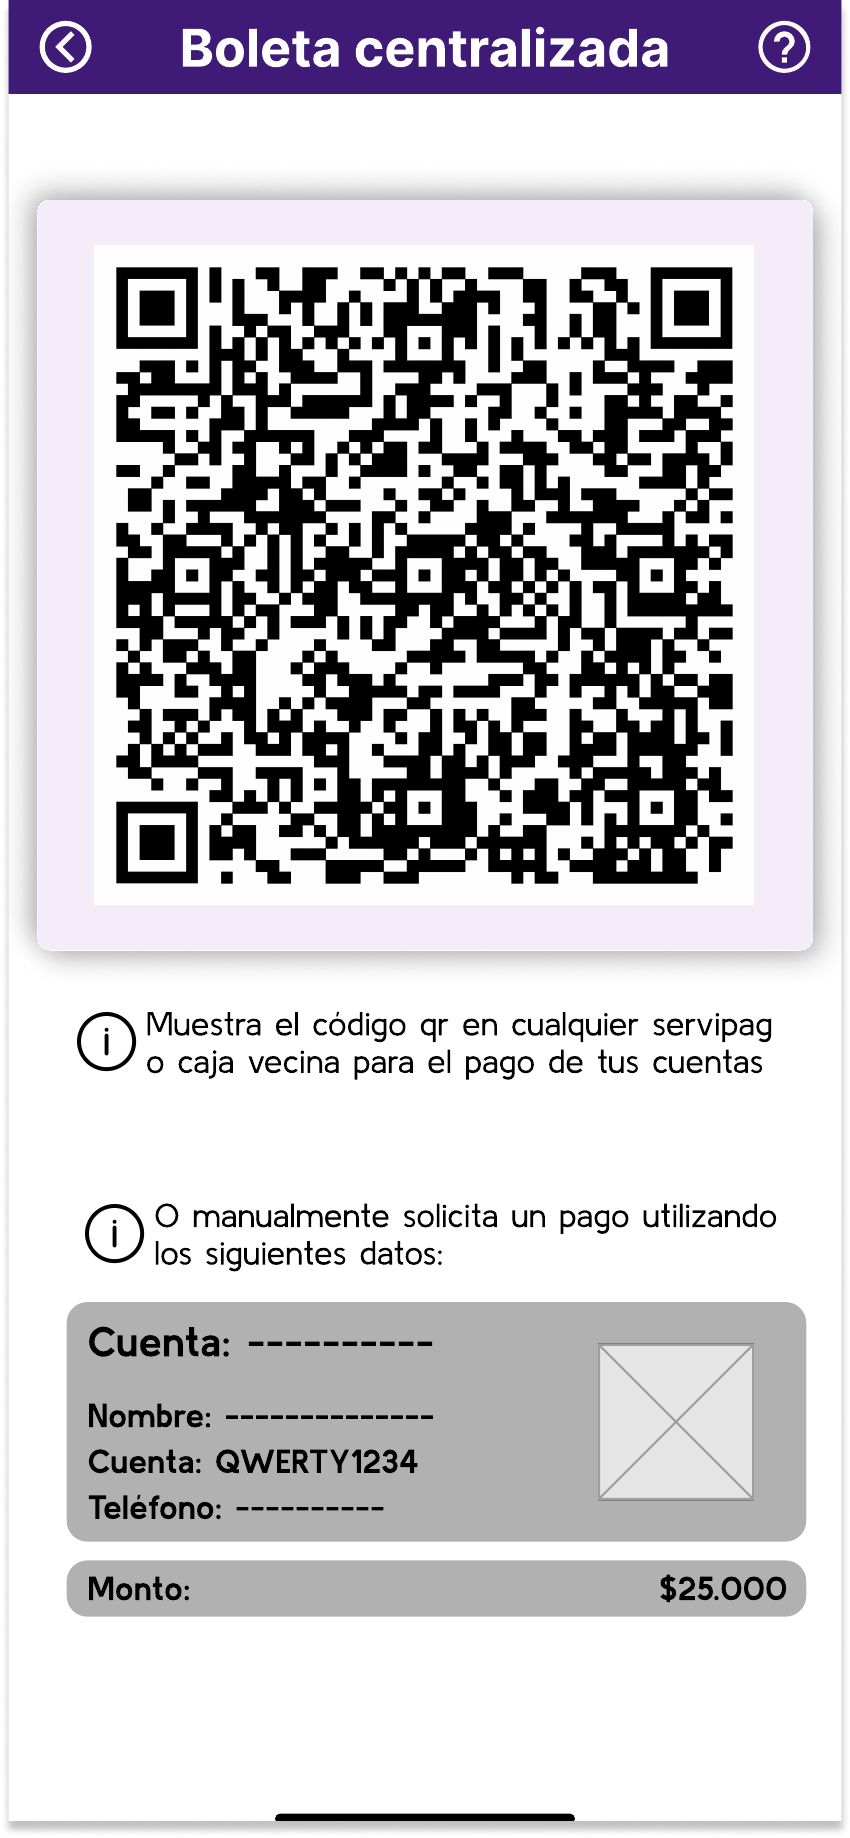 Boleta centralizada
Muestra el código qr en cualquier servipag
o caja vecina para el pago de tus cuentas
O manualmente solicita un pago utilizando
los siguientes datos:
Cuenta: ----------
Nombre: --------------
Cuenta: QWERTY1234
Teléfono: ----------
Monto: $25.000